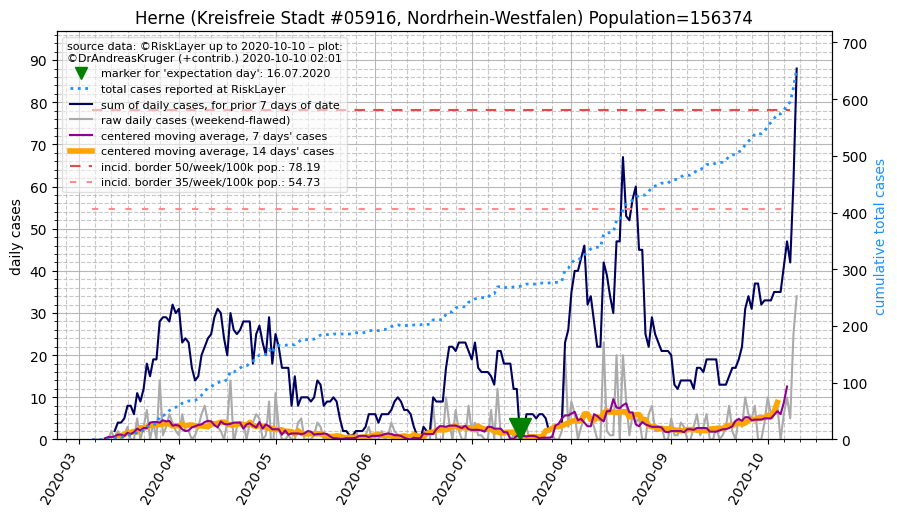 Herne (Kreisfreie Stadt #05916, Nordrhein-Westfalen) Population=156374
source data: ©RiskLayer up to 2020-10-10 – plot:
©DrAndreasKruger (+contrib.) 2020-10-10 02:01
marker for 'expectation day': 16.07.2020
total cases reported at RiskLayer
sum of daily cases, for prior 7 days of date
raw daily cases (weekend-flawed)
centered moving average, 7 days' cases
centered moving average, 14 days' cases
incid. border 50/week/100k pop.: 78.19
incid. border 35/week/100k pop.: 54.73
daily cases
90
80
70
60
50
40
30
20
10
0
cumulative total cases
700
600
500
400
300
200
100
0
2020-03
2020-04
2020-05
2020-06
2020-07
2020-08
2020-09
2020-10